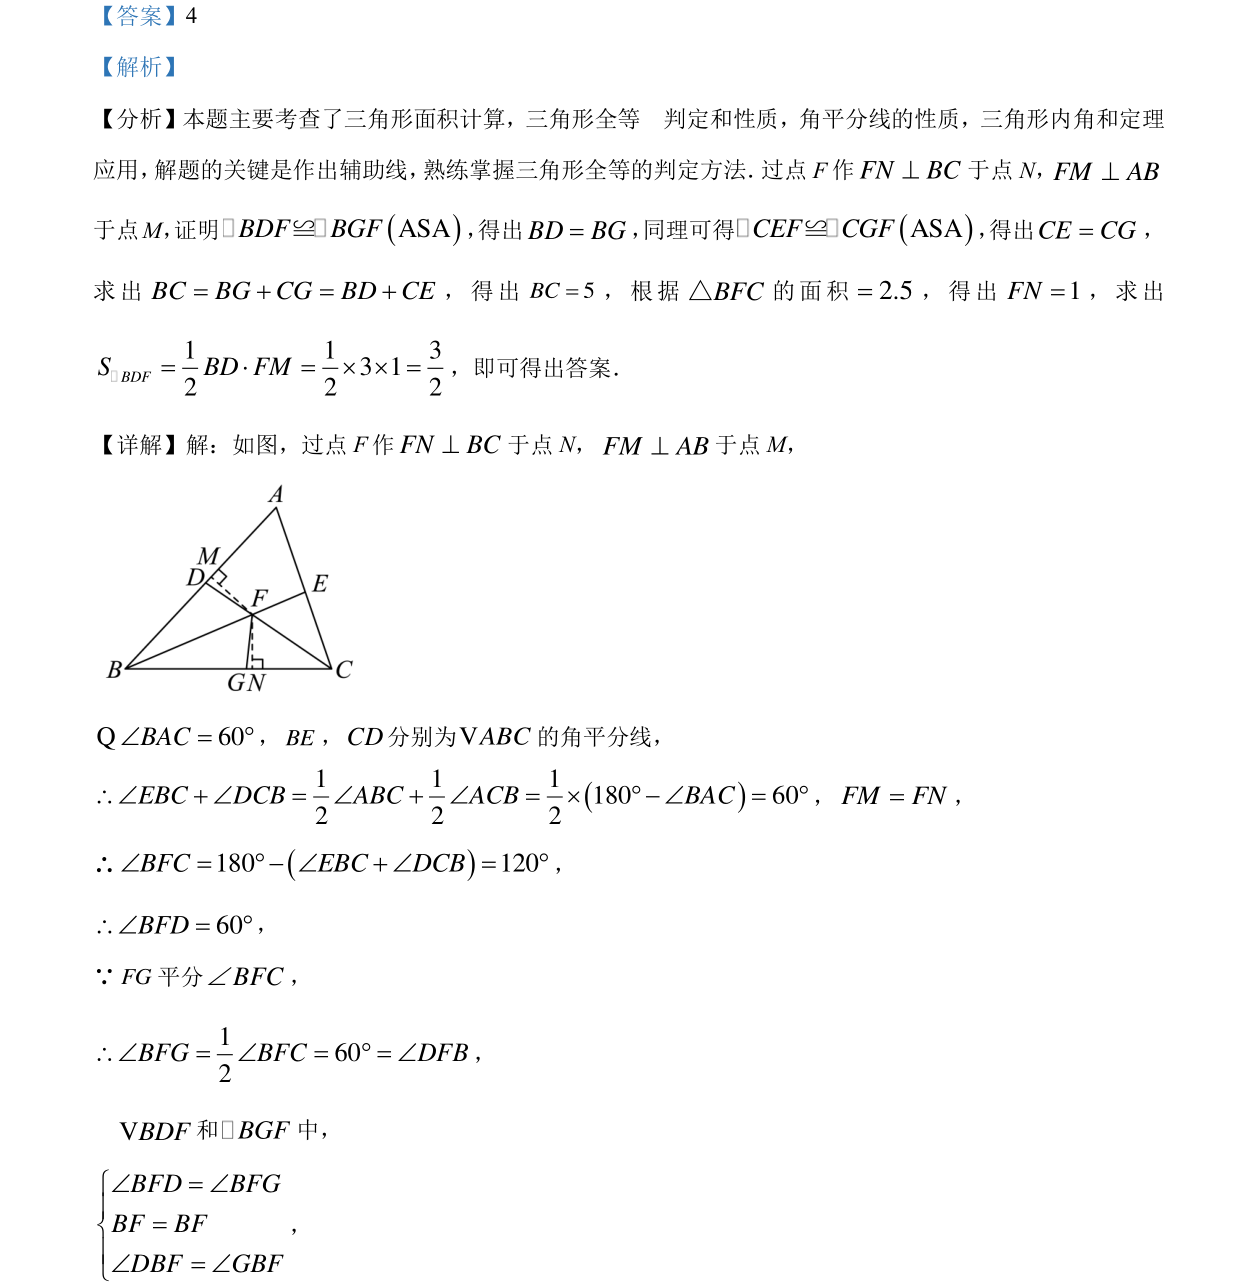 【答案】4
【解析】
【分析】本题主要考查了三角形面积计算，三角形全等 判定和性质，角平分线的性质，三角形内角和定理
应用，解题的关键是作出辅助线，熟练掌握三角形全等的判定方法．过点 F 作 FN ⊥ BC 于点 N，FM ⊥ AB
于点 M，证明□BDF≌□BGF(ASA)，得出 BD = BG，同理可得□CEF≌□CGF(ASA)，得出 CE = CG，
求出 BC = BG + CG = BD + CE，得出 BC = 5，根据 △BFC 的面积 = 2.5，得出 FN = 1，求出
S□BDF = 1/2 BD · FM = 1/2 × 3 × 1 = 3/2，即可得出答案．
【详解】解：如图，过点 F 作 FN ⊥ BC 于点 N，FM ⊥ AB 于点 M，
A
M
D
E
F
B
C
G N
Q ∠BAC = 60°，BE，CD 分别为 VABC 的角平分线，
∴ ∠EBC + ∠DCB = 1/2 ∠ABC + 1/2 ∠ACB = 1/2 × (180° − ∠BAC) = 60°，FM = FN，
∴ ∠BFC = 180° − (∠EBC + ∠DCB) = 120°，
∴ ∠BFD = 60°，
∵ FG 平分 ∠BFC，
∴ ∠BFG = 1/2 ∠BFC = 60° = ∠DFB，
VBDF 和 □BGF 中，
{∠BFD = ∠BFG
BF = BF ，
∠DBF = ∠GBF